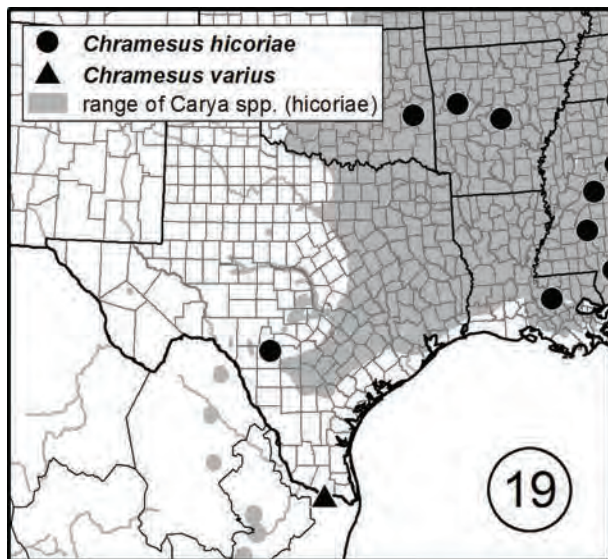 Chramesus hicoriae
Chramesus varius
range of Carya spp. (hicoriae)
19